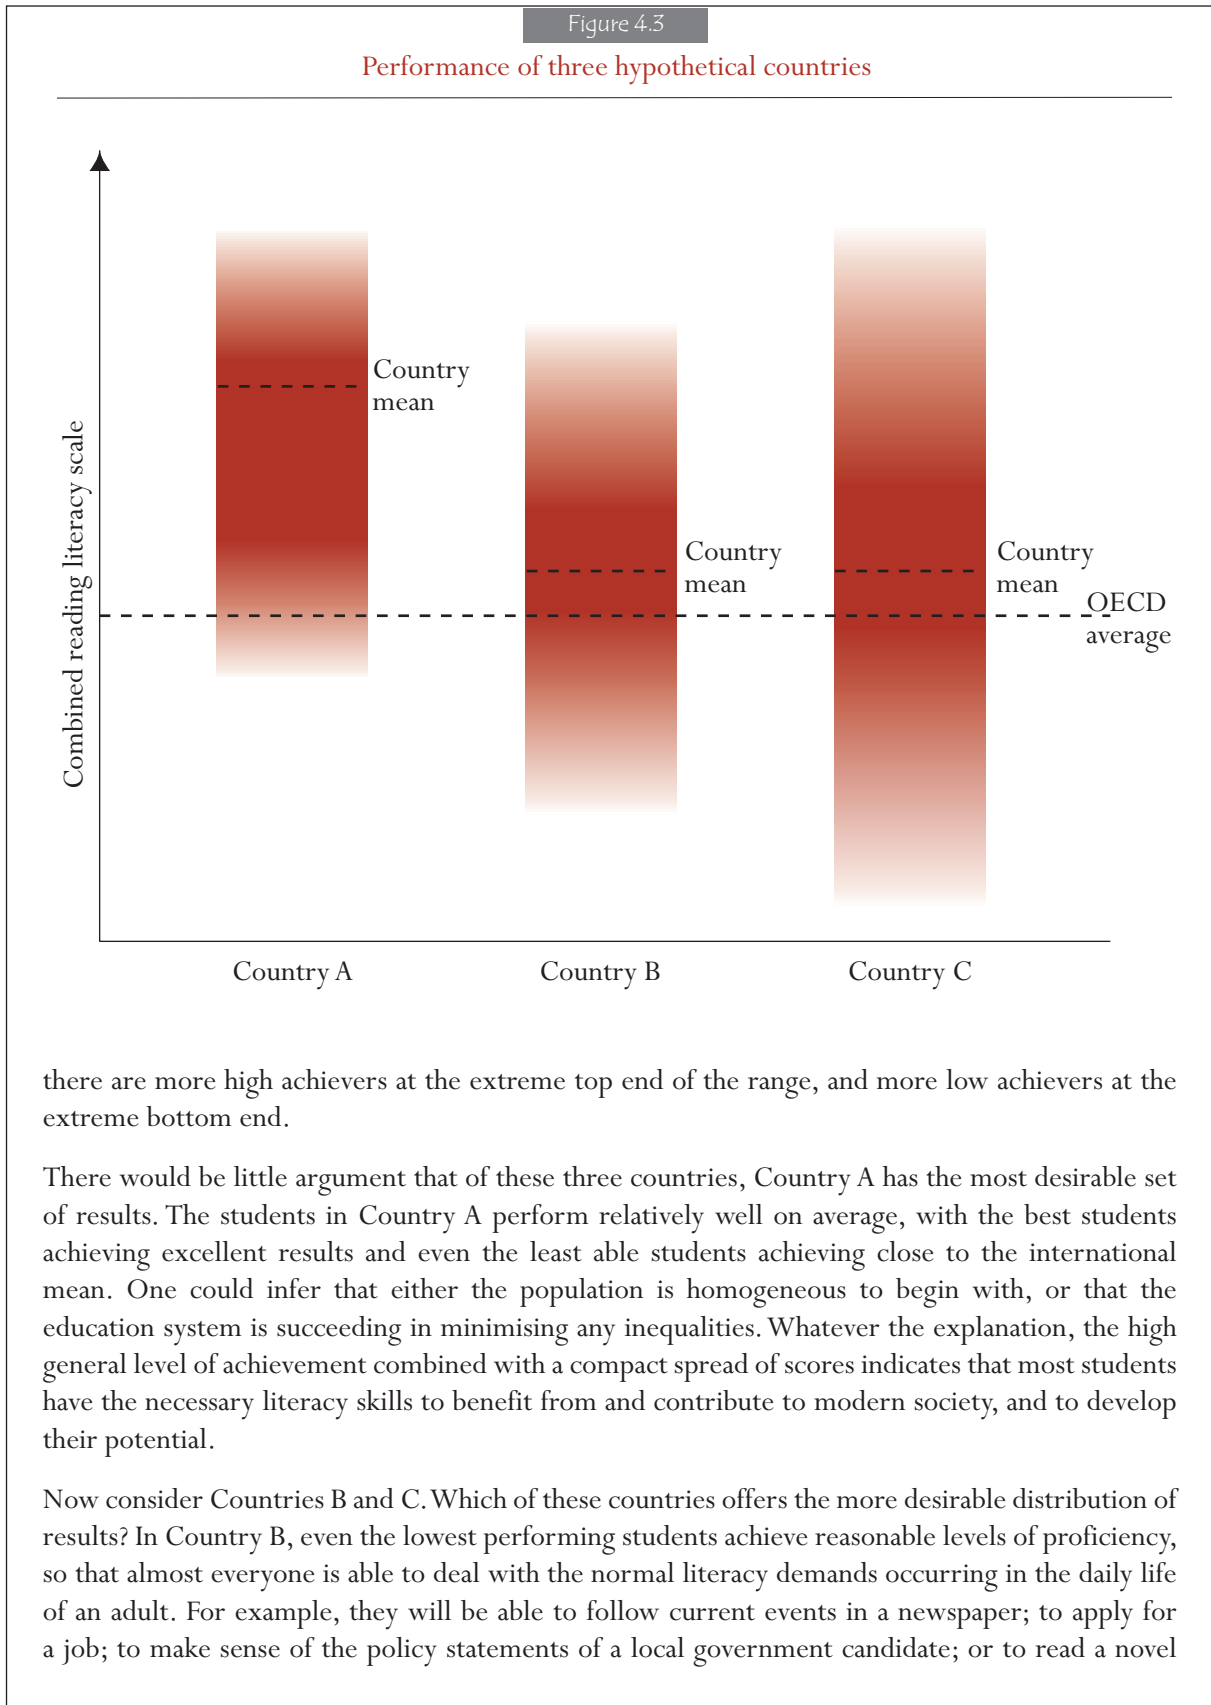 Figure 4.3
Performance of three hypothetical countries
Combined reading literacy scale
Country
mean
Country
mean
Country
mean
OECD
average
Country A
Country B
Country C
there are more high achievers at the extreme top end of the range, and more low achievers at the
extreme bottom end.
There would be little argument that of these three countries, Country A has the most desirable set
of results. The students in Country A perform relatively well on average, with the best students
achieving excellent results and even the least able students achieving close to the international
mean. One could infer that either the population is homogeneous to begin with, or that the
education system is succeeding in minimising any inequalities. Whatever the explanation, the high
general level of achievement combined with a compact spread of scores indicates that most students
have the necessary literacy skills to benefit from and contribute to modern society, and to develop
their potential.
Now consider Countries B and C. Which of these countries offers the more desirable distribution of
results? In Country B, even the lowest performing students achieve reasonable levels of proficiency,
so that almost everyone is able to deal with the normal literacy demands occurring in the daily life
of an adult. For example, they will be able to follow current events in a newspaper; to apply for
a job; to make sense of the policy statements of a local government candidate; or to read a novel